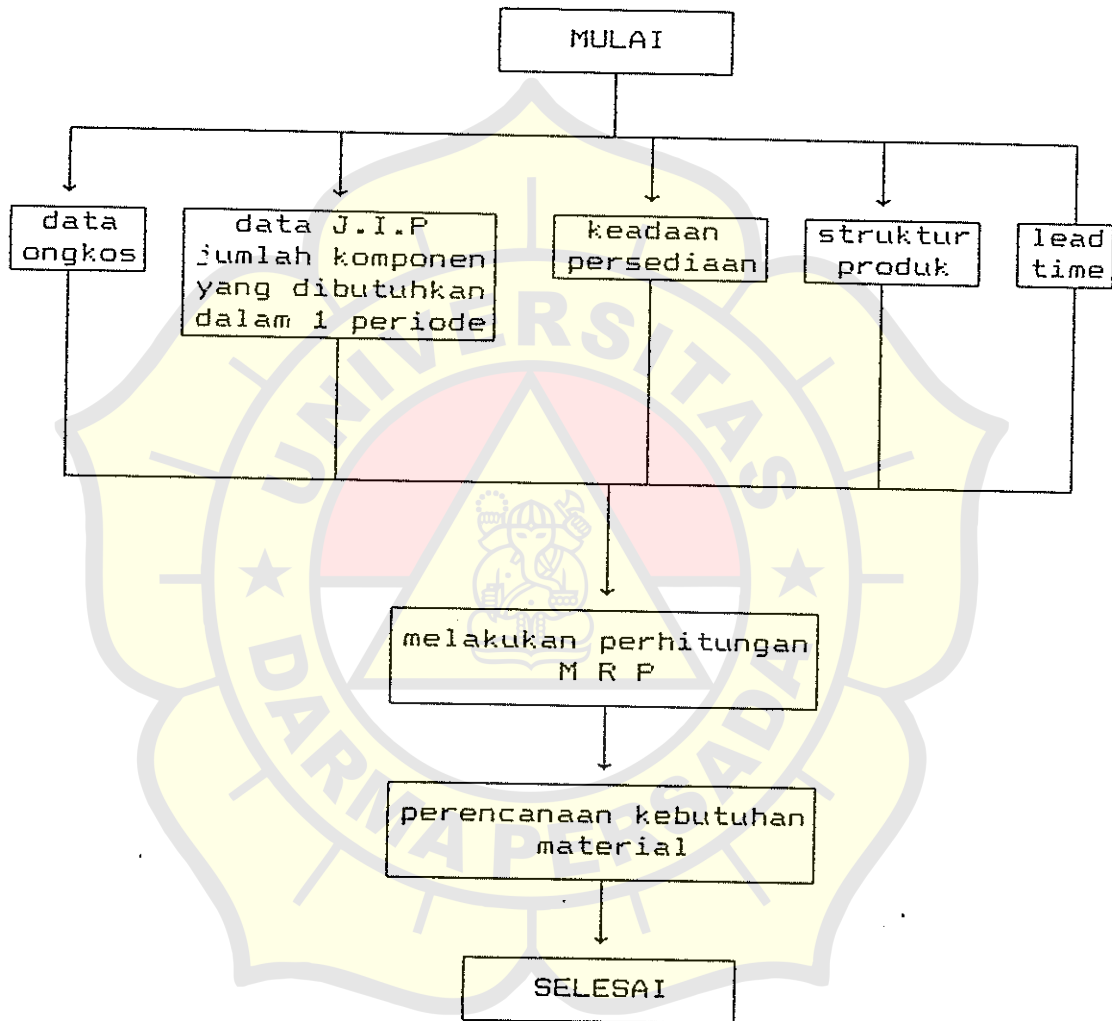 MULAI
data
ongkos
data J.I.P
jumlah komponen
yang dibutuhkan
dalam 1 periode
keadaan
persediaan
struktur
produk
lead
time
melakukan perhitungan
M R P
perencanaan kebutuhan
material
SELESAI
UNIVERSITAS
DARMA PERSADA